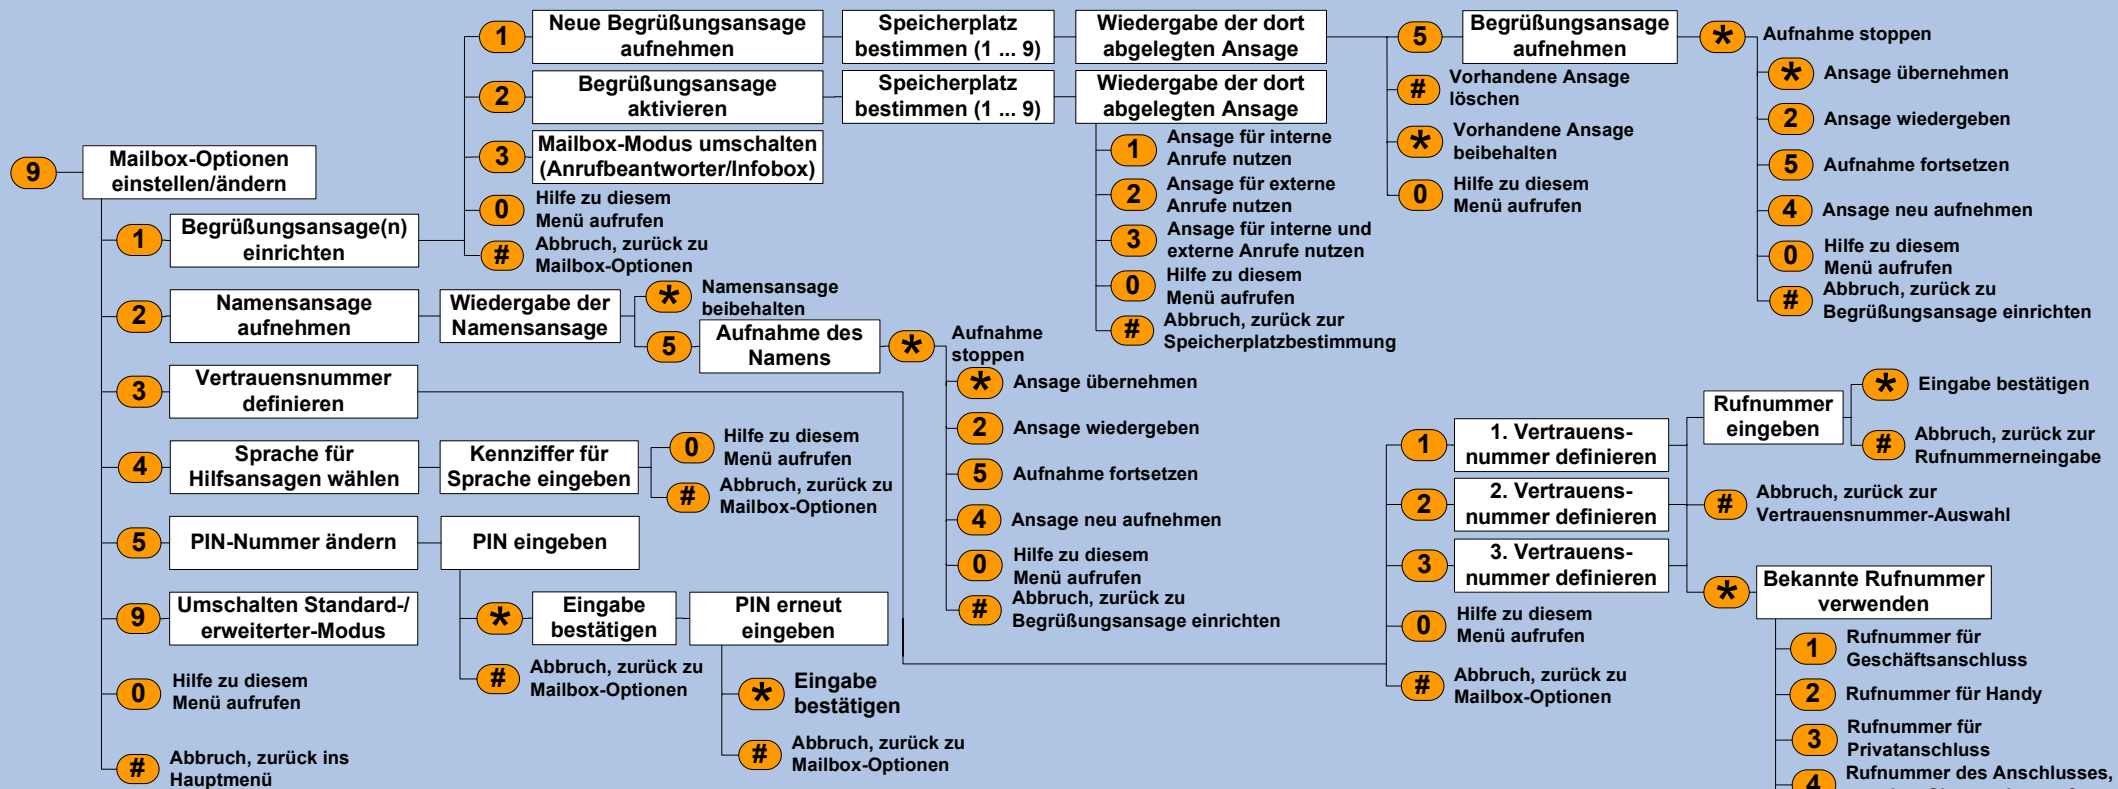 9
Mailbox-Optionen
einstellen/ändern
1
Begrüßungsansage(n)
einrichten
1
Neue Begrüßungsansage
aufnehmen
Speicherplatz
bestimmen (1 ... 9)
Wiedergabe der dort
abgelegten Ansage
5
Begrüßungsansage
aufnehmen
*
Aufnahme stoppen
*
Ansage übernehmen
2
Ansage wiedergeben
5
Aufnahme fortsetzen
4
Ansage neu aufnehmen
0
Hilfe zu diesem
Menü aufrufen
#
Abbruch, zurück zu
Begrüßungsansage einrichten
#
Vorhandene Ansage
löschen
*
Vorhandene Ansage
beibehalten
0
Hilfe zu diesem
Menü aufrufen
2
Begrüßungsansage
aktivieren
Speicherplatz
bestimmen (1 ... 9)
Wiedergabe der dort
abgelegten Ansage
1
Ansage für interne
Anrufe nutzen
2
Ansage für externe
Anrufe nutzen
3
Ansage für interne und
externe Anrufe nutzen
0
Hilfe zu diesem
Menü aufrufen
#
Abbruch, zurück zur
Speicherplatzbestimmung
3
Mailbox-Modus umschalten
(Anrufbeantworter/Infobox)
0
Hilfe zu diesem
Menü aufrufen
#
Abbruch, zurück zu
Mailbox-Optionen
2
Namensansage
aufnehmen
Wiedergabe der
Namensansage
*
Namensansage
beibehalten
5
Aufnahme des
Namens
*
Aufnahme
stoppen
*
Ansage übernehmen
2
Ansage wiedergeben
5
Aufnahme fortsetzen
4
Ansage neu aufnehmen
0
Hilfe zu diesem
Menü aufrufen
#
Abbruch, zurück zu
Begrüßungsansage einrichten
3
Vertrauensnummer
definieren
1
1. Vertrauens-
nummer definieren
2
2. Vertrauens-
nummer definieren
3
3. Vertrauens-
nummer definieren
0
Hilfe zu diesem
Menü aufrufen
#
Abbruch, zurück zu
Mailbox-Optionen
Rufnummer
eingeben
*
Eingabe bestätigen
#
Abbruch, zurück zur
Rufnummerneingabe
#
Abbruch, zurück zur
Vertrauensnummer-Auswahl
*
Bekannte Rufnummer
verwenden
1
Rufnummer für
Geschäftsanschluss
2
Rufnummer für Handy
3
Rufnummer für
Privatanschluss
4
Rufnummer des Anschlusses,
4
Sprache für
Hilfsansagen wählen
Kennziffer für
Sprache eingeben
0
Hilfe zu diesem
Menü aufrufen
#
Abbruch, zurück zu
Mailbox-Optionen
5
PIN-Nummer ändern
PIN eingeben
*
Eingabe
bestätigen
PIN erneut
eingeben
*
Eingabe
bestätigen
#
Abbruch, zurück zu
Mailbox-Optionen
#
Abbruch, zurück zu
Mailbox-Optionen
9
Umschalten Standard-/
erweiterter-Modus
0
Hilfe zu diesem
Menü aufrufen
#
Abbruch, zurück ins
Hauptmenü